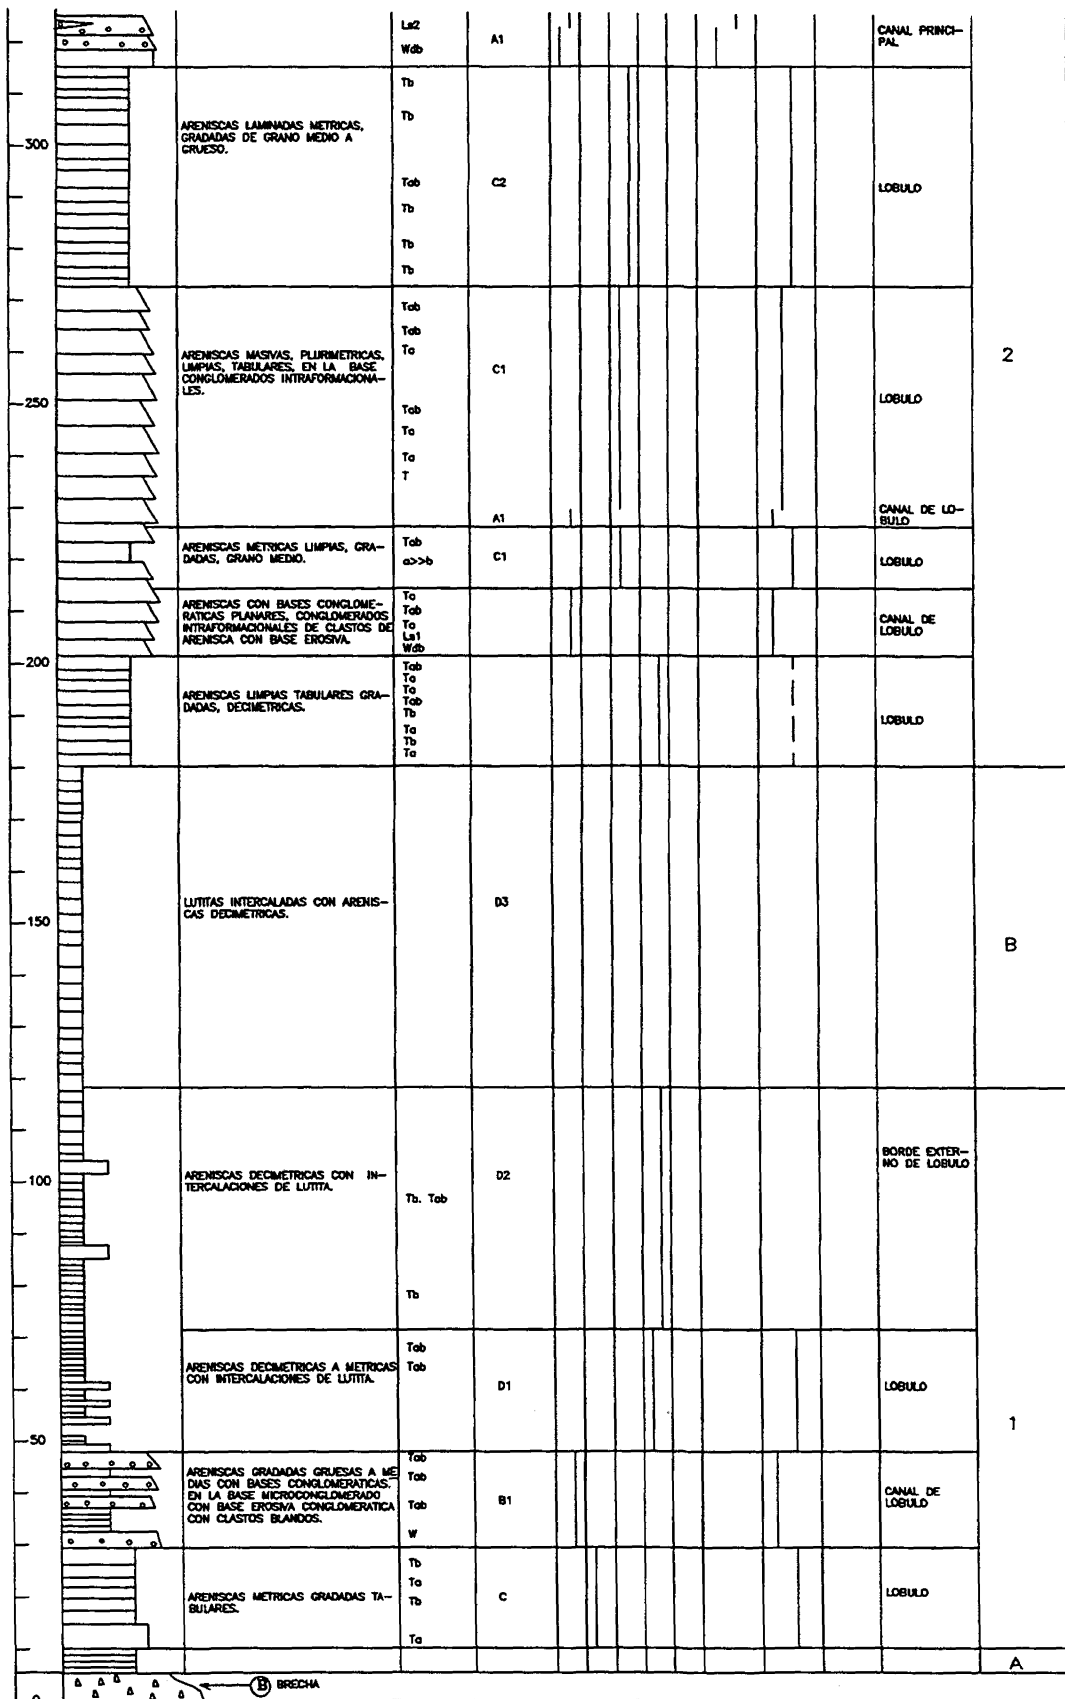 Ls2
Wdb
A1
CANAL PRINCI-
PAL
Tb
Tb
300
ARENISCAS LAMINADAS METRICAS,
GRADADAS DE GRANO MEDIO A
GRUESO.
Tab
C2
LOBULO
Tb
Tb
Tb
Tab
Tab
Ta
ARENISCAS MASIVAS, PLURIMETRICAS,
LIMPIAS, TABULARES, EN LA BASE
CONGLOMERADOS INTRAFORMACIONA-
LES.
C1
2
250
LOBULO
Tab
Ta
Ta
T
A1
CANAL DE LO-
BULO
ARENISCAS METRICAS LIMPIAS, GRA-
DADAS, GRANO MEDIO.
Tab
a>>b
C1
LOBULO
ARENISCAS CON BASES CONGLOME-
RATICAS PLANARES, CONGLOMERADOS
INTRAFORMACIONALES DE CLASTOS DE
ARENISCA CON BASE EROSIVA.
Ta
Tab
Ta
Ls1
Wdb
CANAL DE
LOBULO
200
ARENISCAS LIMPIAS TABULARES GRA-
DADAS, DECIMETRICAS.
Tab
Ta
Ta
Tab
Tb
Ta
Tb
Ta
LOBULO
150
LUTITAS INTERCALADAS CON ARENIS-
CAS DECIMETRICAS.
D3
B
100
ARENISCAS DECIMETRICAS CON IN-
TERCALACIONES DE LUTITA.
Tb. Tab
D2
BORDE EXTER-
NO DE LOBULO
Tb
ARENISCAS DECIMETRICAS A METRICAS
CON INTERCALACIONES DE LUTITA.
Tab
Tab
D1
LOBULO
1
50
ARENISCAS GRADADAS GRUESAS A ME
DIAS CON BASES CONGLOMERATICAS.
EN LA BASE MICROCONGLOMERADO
CON BASE EROSIVA CONGLOMERATICA
CON CLASTOS BLANDOS.
Tab
Tab
Tab
W
B1
CANAL DE
LOBULO
ARENISCAS METRICAS GRADADAS TA-
BULARES.
Tb
Ta
Tb
Ta
C
LOBULO
A
B BRECHA